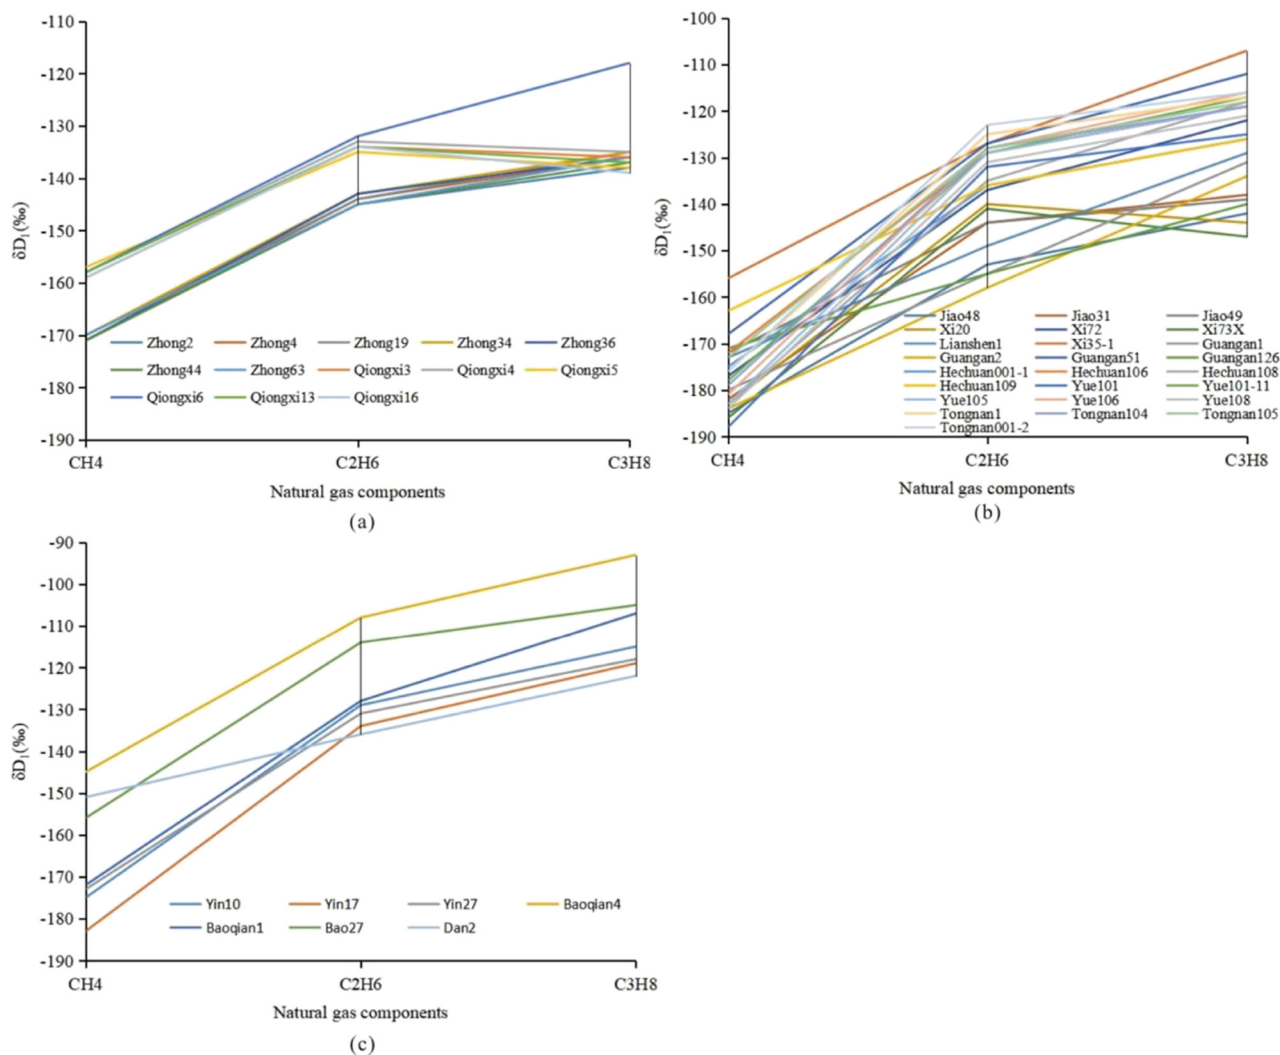 -110
-120
-130
-140
-150
-160
-170
-180
-190
δD₁(‰)
Zhong2 Zhong4 Zhong19 Zhong34 Zhong36
Zhong44 Zhong63 Qiongxi3 Qiongxi4 Qiongxi5
Qiongxi6 Qiongxi13 Qiongxi16
CH4 C2H6 C3H8
Natural gas components
(a)
-100
-110
-120
-130
-140
-150
-160
-170
-180
-190
δD₁(‰)
Jiao48 Jiao31 Jiao49
Xi20 Xi72 Xi73X
Lianshen1 Xi35-1 Guangan1
Guangan2 Guangan51 Guangan126
Hechuan001-1 Hechuan106 Hechuan108
Hechuan109 Yue101 Yue101-11
Yue105 Yue106 Yue108
Tongnan1 Tongnan104 Tongnan105
Tongnan001-2
CH4 C2H6 C3H8
Natural gas components
(b)
-90
-100
-110
-120
-130
-140
-150
-160
-170
-180
-190
δD₁(‰)
Yin10 Yin17 Yin27 Baoqian4
Baoqian1 Bao27 Dan2
CH4 C2H6 C3H8
Natural gas components
(c)